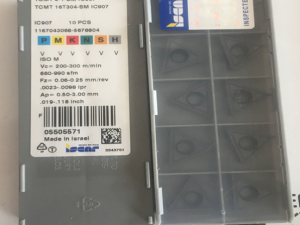 TCMT 16T304-SM IC907
IC907 10 PCS
P M K N S H
ISO M
Vc= 200-300 m/min
660-990 sfm
Fz= 0.06-0.25 mm/rev
.0023-.0098 ipr
Ap= 0.50-3.00 mm
.019-.118 inch
F
05505571
Made in Israel
iscar
INSPECTED
iscar